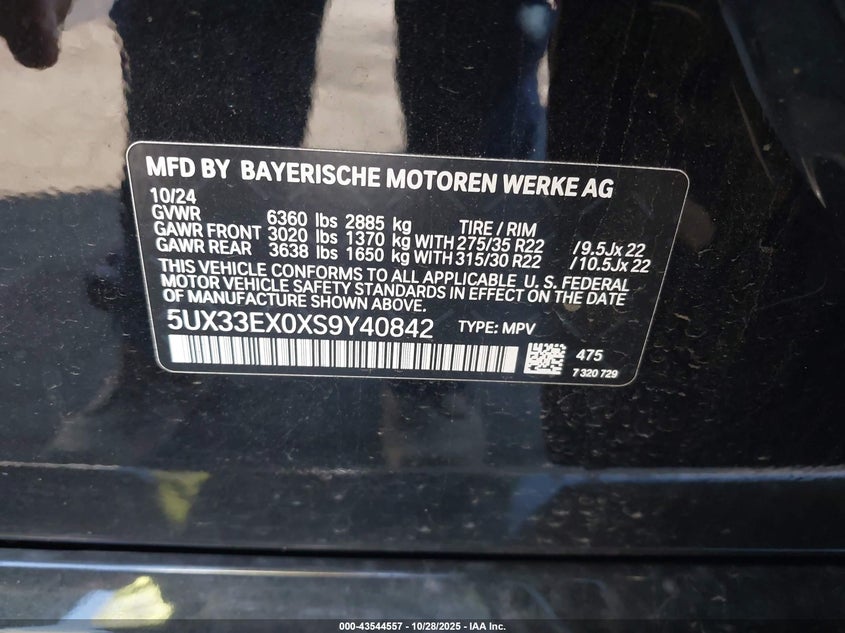 MFD BY BAYERISCHE MOTOREN WERKE AG
10/24
GVWR 6360 lbs 2885 kg TIRE / RIM
GAWR FRONT 3020 lbs 1370 kg WITH 275/35 R22 / 9.5Jx 22
GAWR REAR 3638 lbs 1650 kg WITH 315/30 R22 / 10.5Jx 22
THIS VEHICLE CONFORMS TO ALL APPLICABLE U. S. FEDERAL
MOTOR VEHICLE SAFETY STANDARDS IN EFFECT ON THE DATE
OF MANUFACTURE SHOWN ABOVE.
5UX33EX0XS9Y40842 TYPE: MPV
475
7 320 729
000-43544557 - 10/28/2025 - IAA Inc.